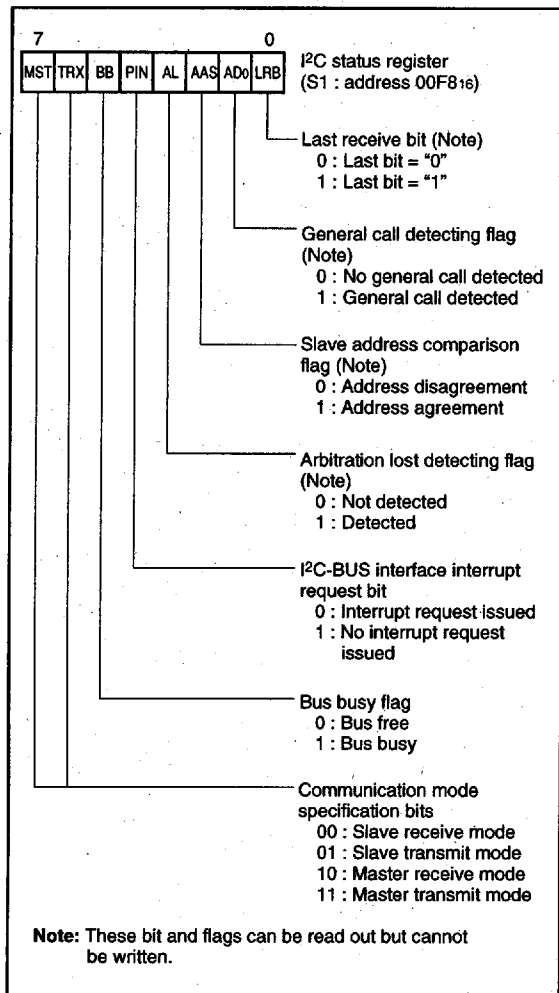 7 0
MST TRX BB PIN AL AAS AD0 LRB
I²C status register
(S1 : address 00F816)
Last receive bit (Note)
0 : Last bit = “0”
1 : Last bit = “1”
General call detecting flag
(Note)
0 : No general call detected
1 : General call detected
Slave address comparison
flag (Note)
0 : Address disagreement
1 : Address agreement
Arbitration lost detecting flag
(Note)
0 : Not detected
1 : Detected
I²C-BUS interface interrupt
request bit
0 : Interrupt request issued
1 : No interrupt request
issued
Bus busy flag
0 : Bus free
1 : Bus busy
Communication mode
specification bits
00 : Slave receive mode
01 : Slave transmit mode
10 : Master receive mode
11 : Master transmit mode
Note: These bit and flags can be read out but cannot
be written.